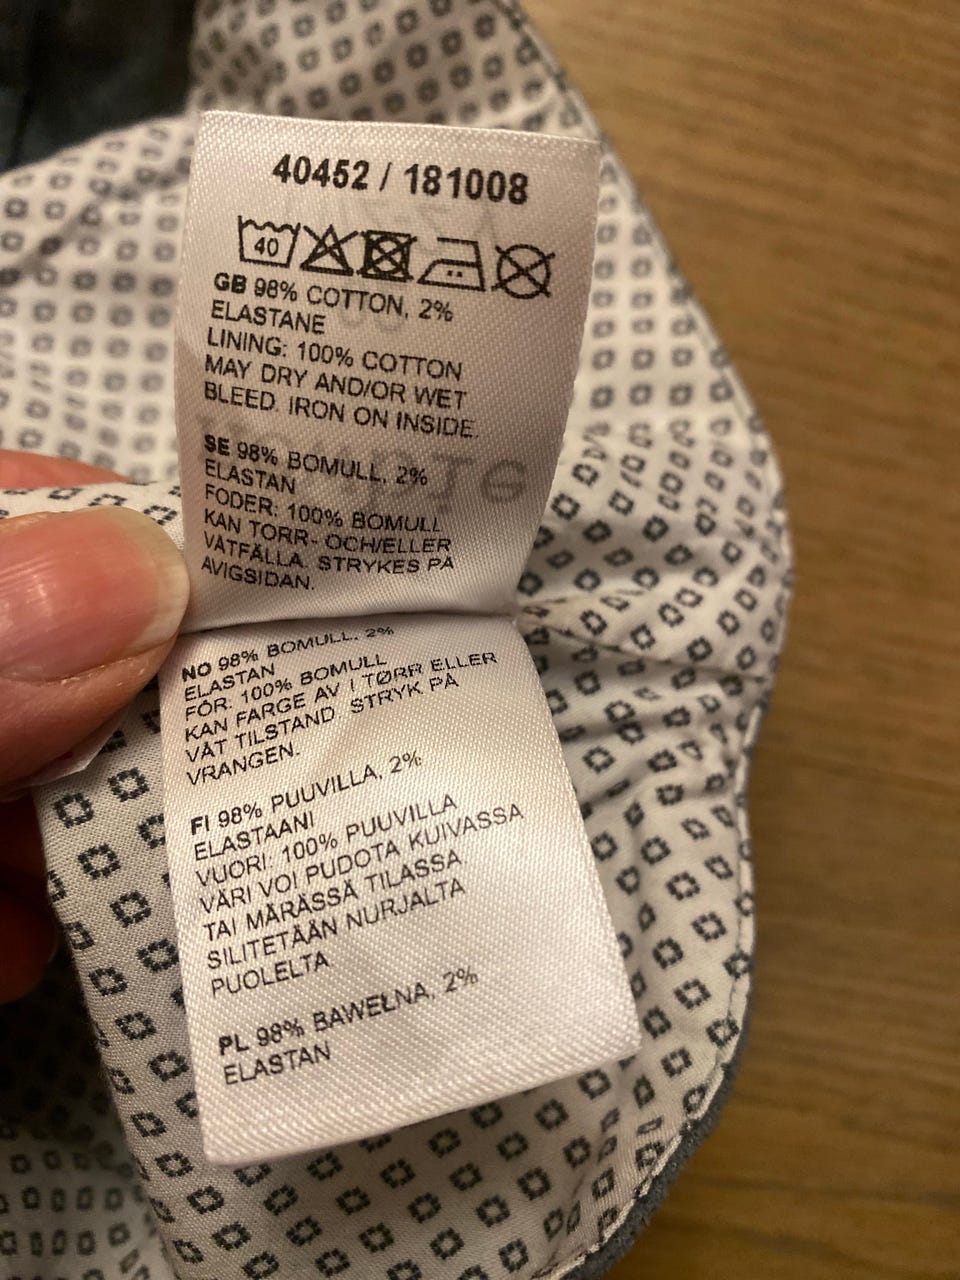 40452 / 181008
40
GB 98% COTTON, 2%
ELASTANE
LINING: 100% COTTON
MAY DRY AND/OR WET
BLEED. IRON ON INSIDE.
SE 98% BOMULL, 2%
ELASTAN
FODER: 100% BOMULL
KAN TORR- OCH/ELLER
VÅTFÄLLA. STRYKES PÅ
AVIGSIDAN.
NO 98% BOMULL, 2%
ELASTAN
FÔR: 100% BOMULL
KAN FARGE AV I TØRR ELLER
VÅT TILSTAND. STRYK PÅ
VRANGEN.
FI 98% PUUVILLA, 2%
ELASTAANI
VUORI: 100% PUUVILLA
VÄRI VOI PUDOTA KUIVASSA
TAI MÄRÄSSÄ TILASSA
SILITETÄÄN NURJALTA
PUOLELTA
PL 98% BAWEŁNA, 2%
ELASTAN